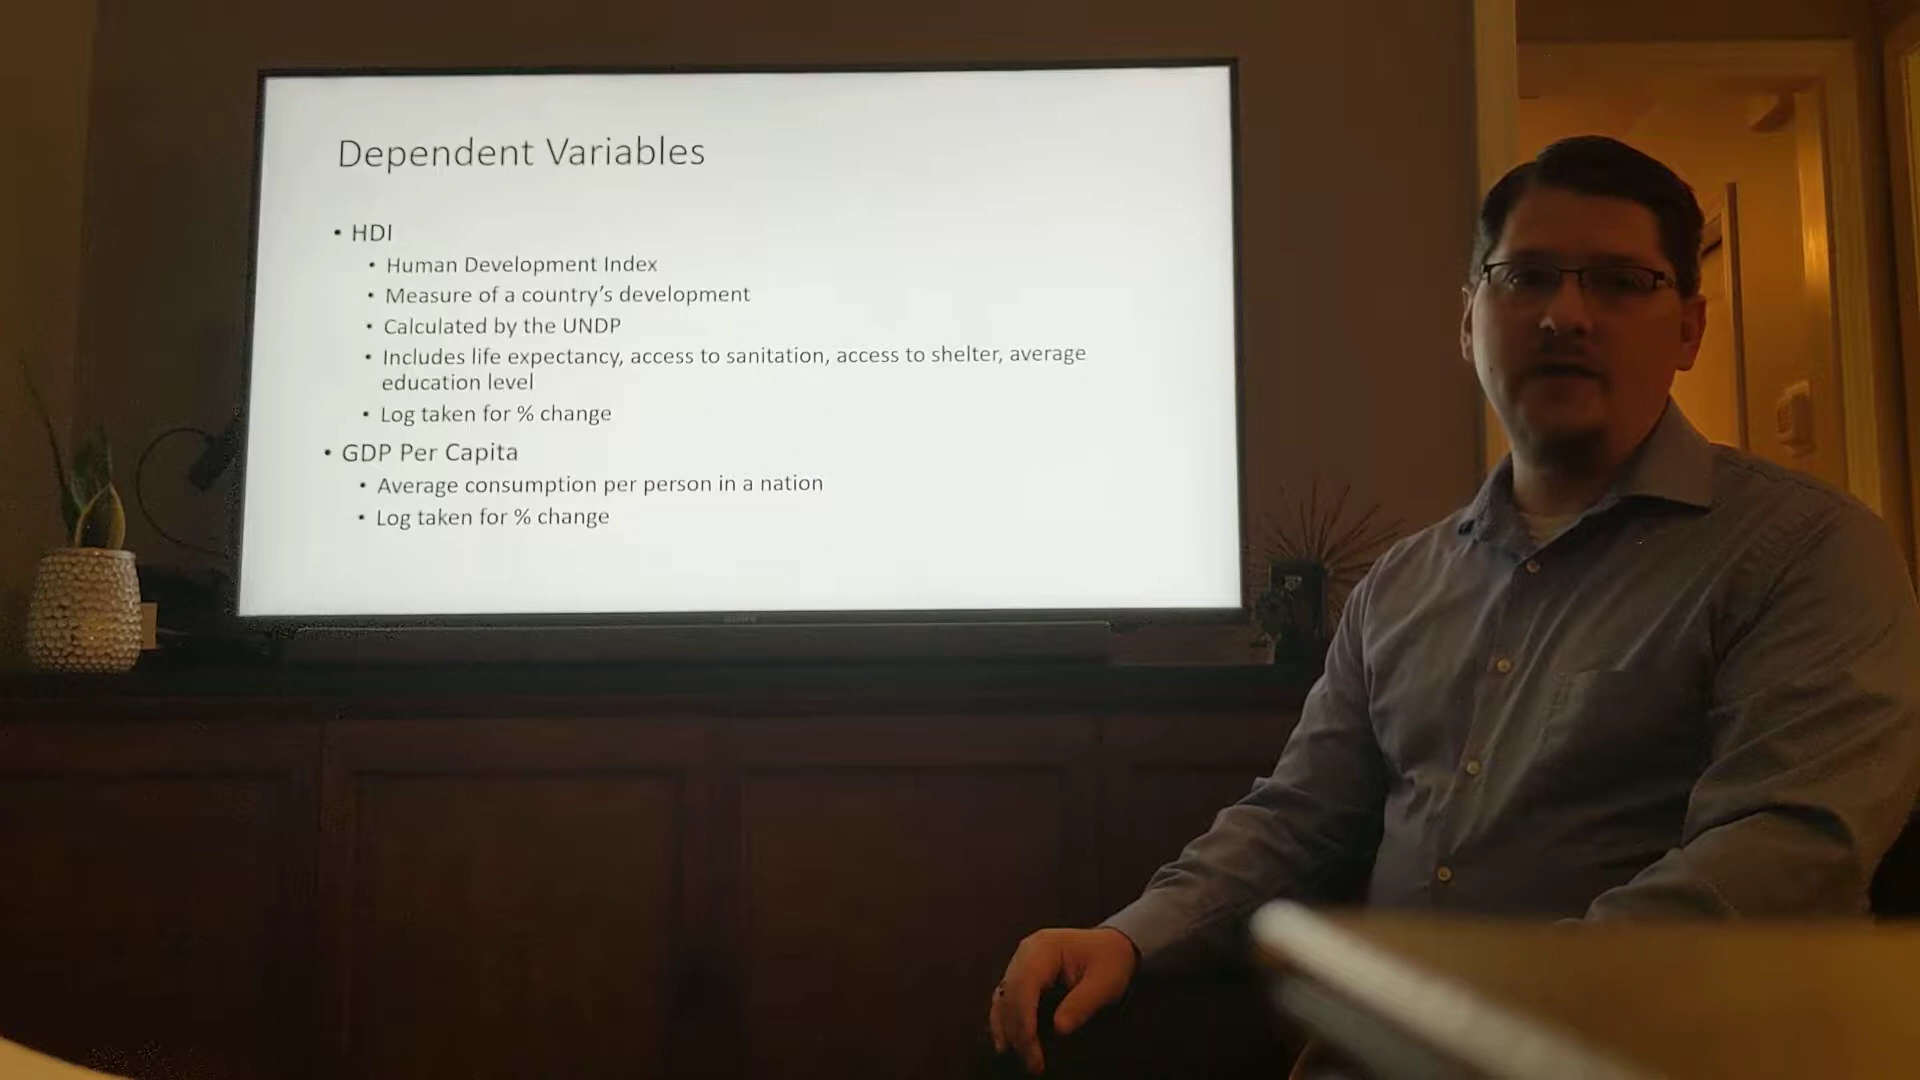 Dependent Variables
• HDI
• Human Development Index
• Measure of a country's development
• Calculated by the UNDP
• Includes life expectancy, access to sanitation, access to shelter, average
education level
• Log taken for % change
• GDP Per Capita
• Average consumption per person in a nation
• Log taken for % change
SONY